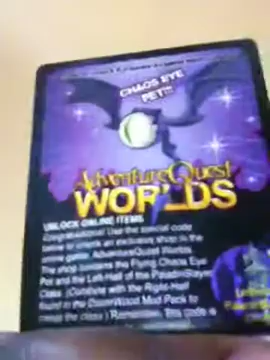 CHAOS EYE
PET!!!
AdventureQuest
WORLDS
UNLOCK ONLINE ITEMS
Congratulations! Use the special code
below to unlock an exclusive shop in the
online game, AdventureQuest Worlds.
The shop contains the Flying Chaos Eye
Pet and the Left-Half of the PaladinSlayer
Class (Combine with the Right-Half
found in the DoomWood Mod Pack to
create the class.) Remember, this code is